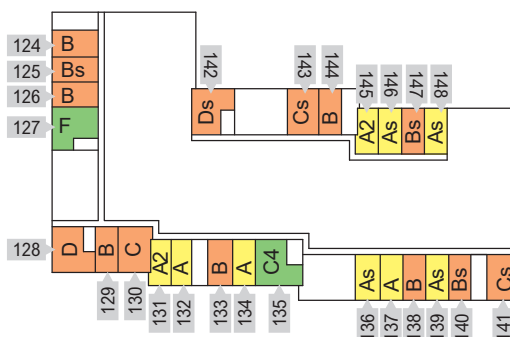 124 B
125 Bs
126 B
127 F
142 Ds
143 Cs
144 B
145 A2
146 As
147 Bs
148 As
128 D
129 B
130 C
131 A2
132 A
133 B
134 A
135 C4
136 As
137 A
138 B
139 As
140 Bs
141 Cs